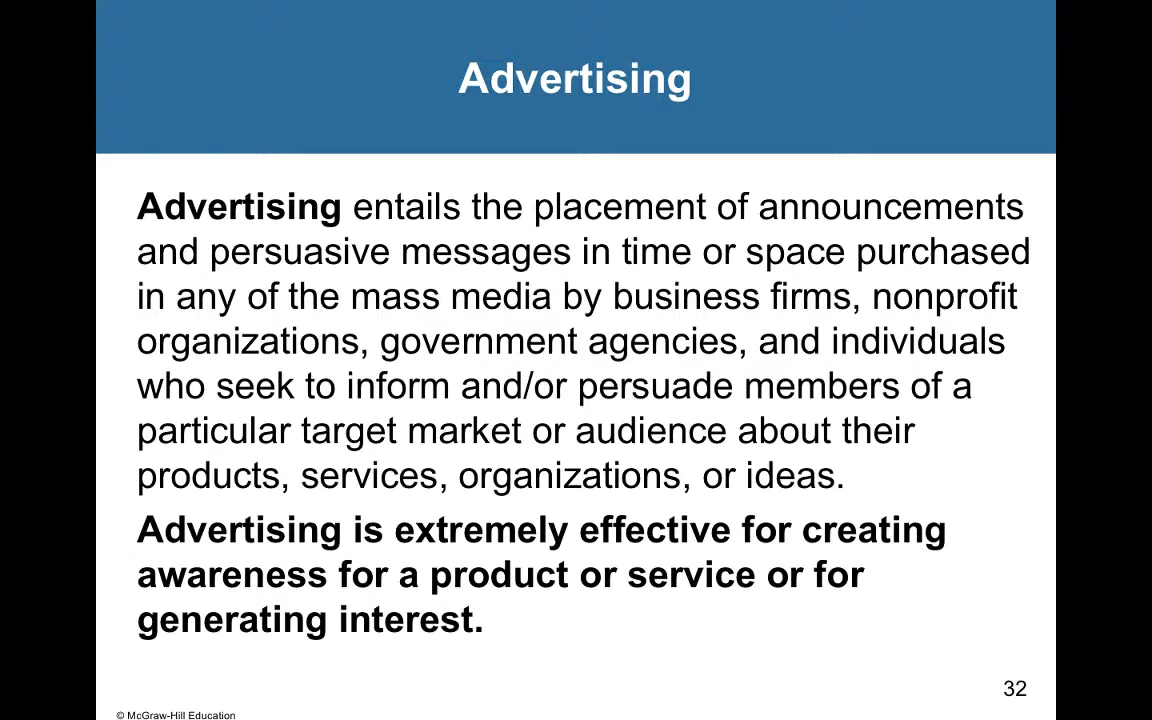 Advertising
Advertising entails the placement of announcements
and persuasive messages in time or space purchased
in any of the mass media by business firms, nonprofit
organizations, government agencies, and individuals
who seek to inform and/or persuade members of a
particular target market or audience about their
products, services, organizations, or ideas.
Advertising is extremely effective for creating
awareness for a product or service or for
generating interest.
32
© McGraw-Hill Education